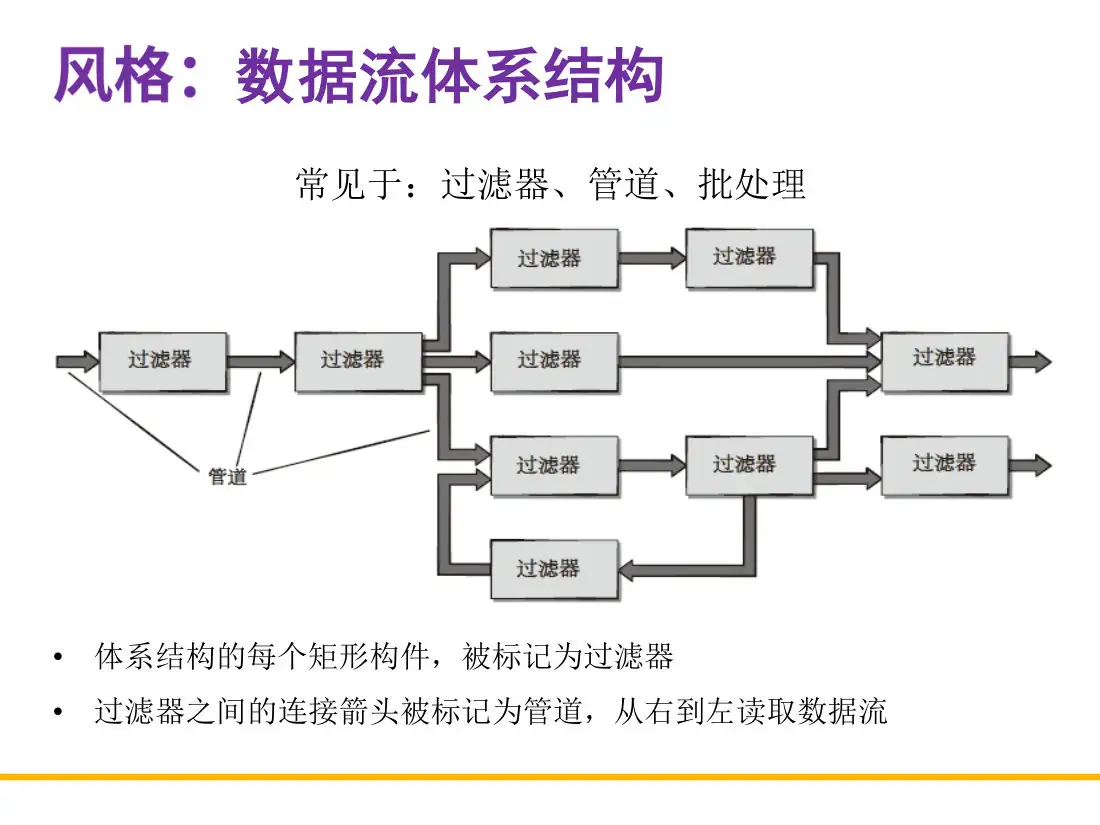 风格：数据流体系结构
常见于：过滤器、管道、批处理
过滤器
过滤器
过滤器
过滤器
过滤器
过滤器
过滤器
过滤器
过滤器
过滤器
管道
过滤器
• 体系结构的每个矩形构件，被标记为过滤器
• 过滤器之间的连接箭头被标记为管道，从右到左读取数据流